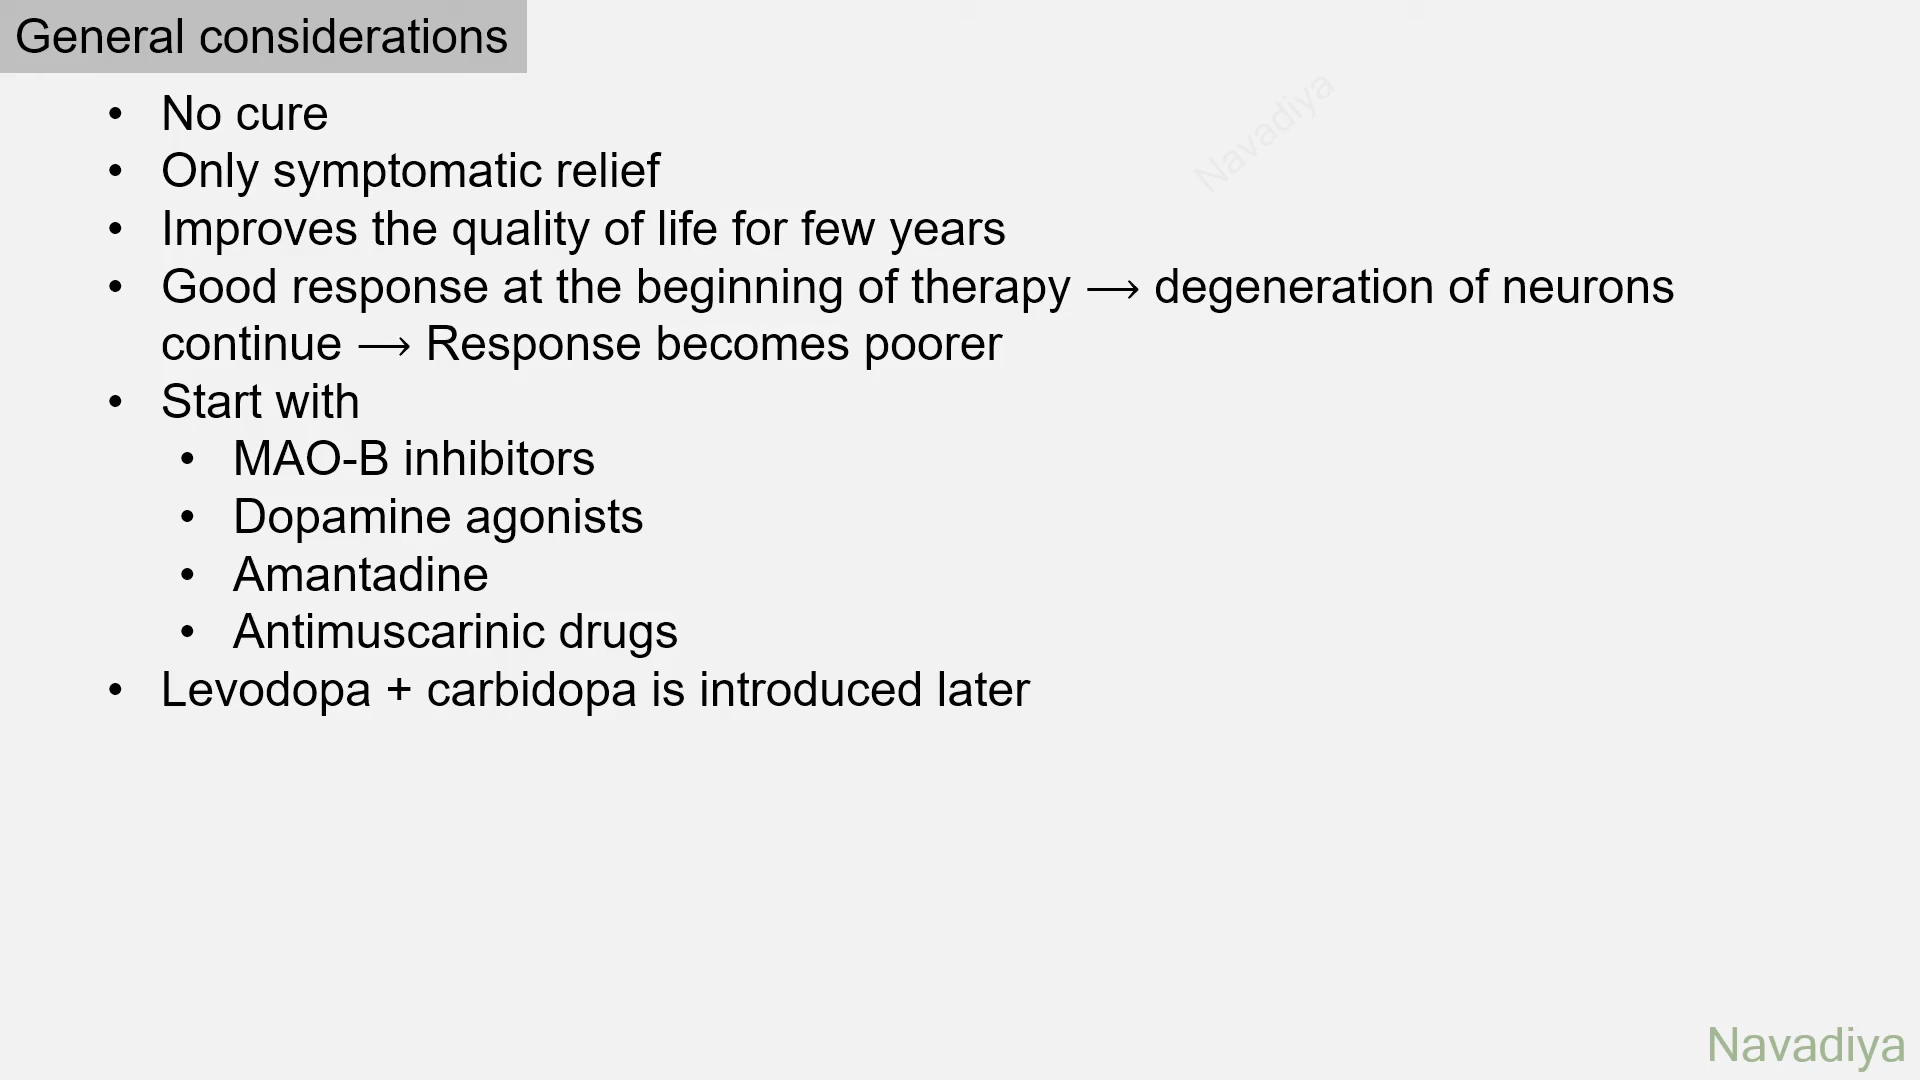 General considerations
Navadiya
• No cure
• Only symptomatic relief
• Improves the quality of life for few years
• Good response at the beginning of therapy ⟶ degeneration of neurons
continue ⟶ Response becomes poorer
• Start with
• MAO-B inhibitors
• Dopamine agonists
• Amantadine
• Antimuscarinic drugs
• Levodopa + carbidopa is introduced later
Navadiya